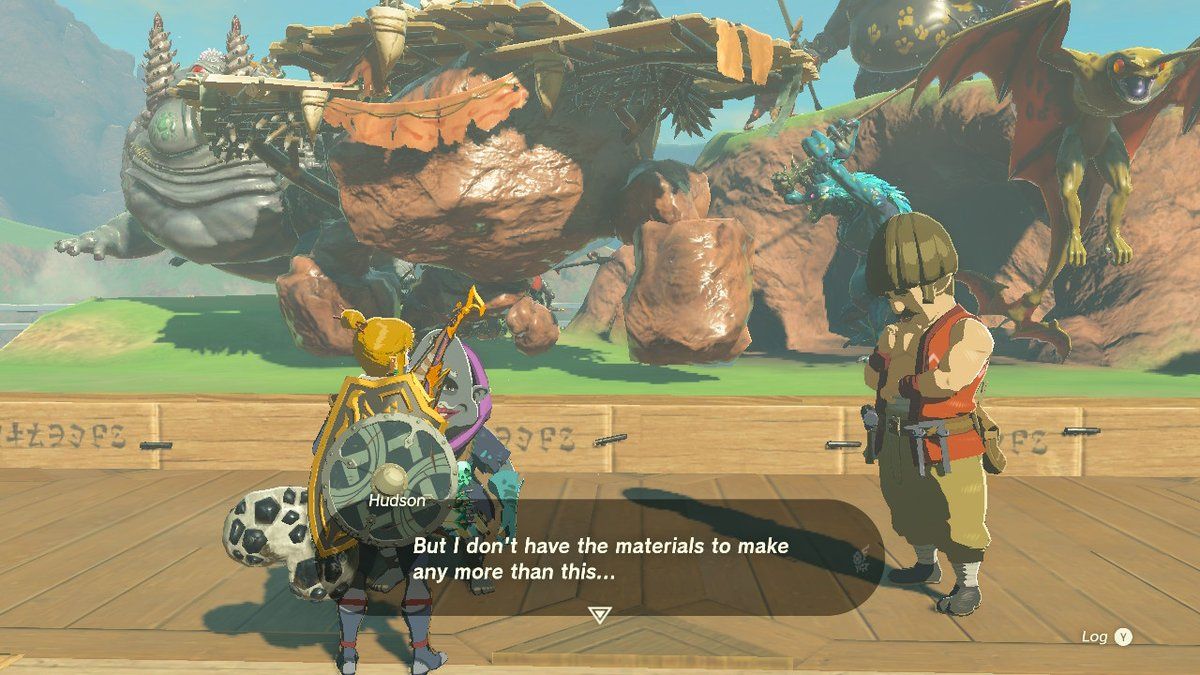 Hudson
But I don't have the materials to make
any more than this...
Log Y